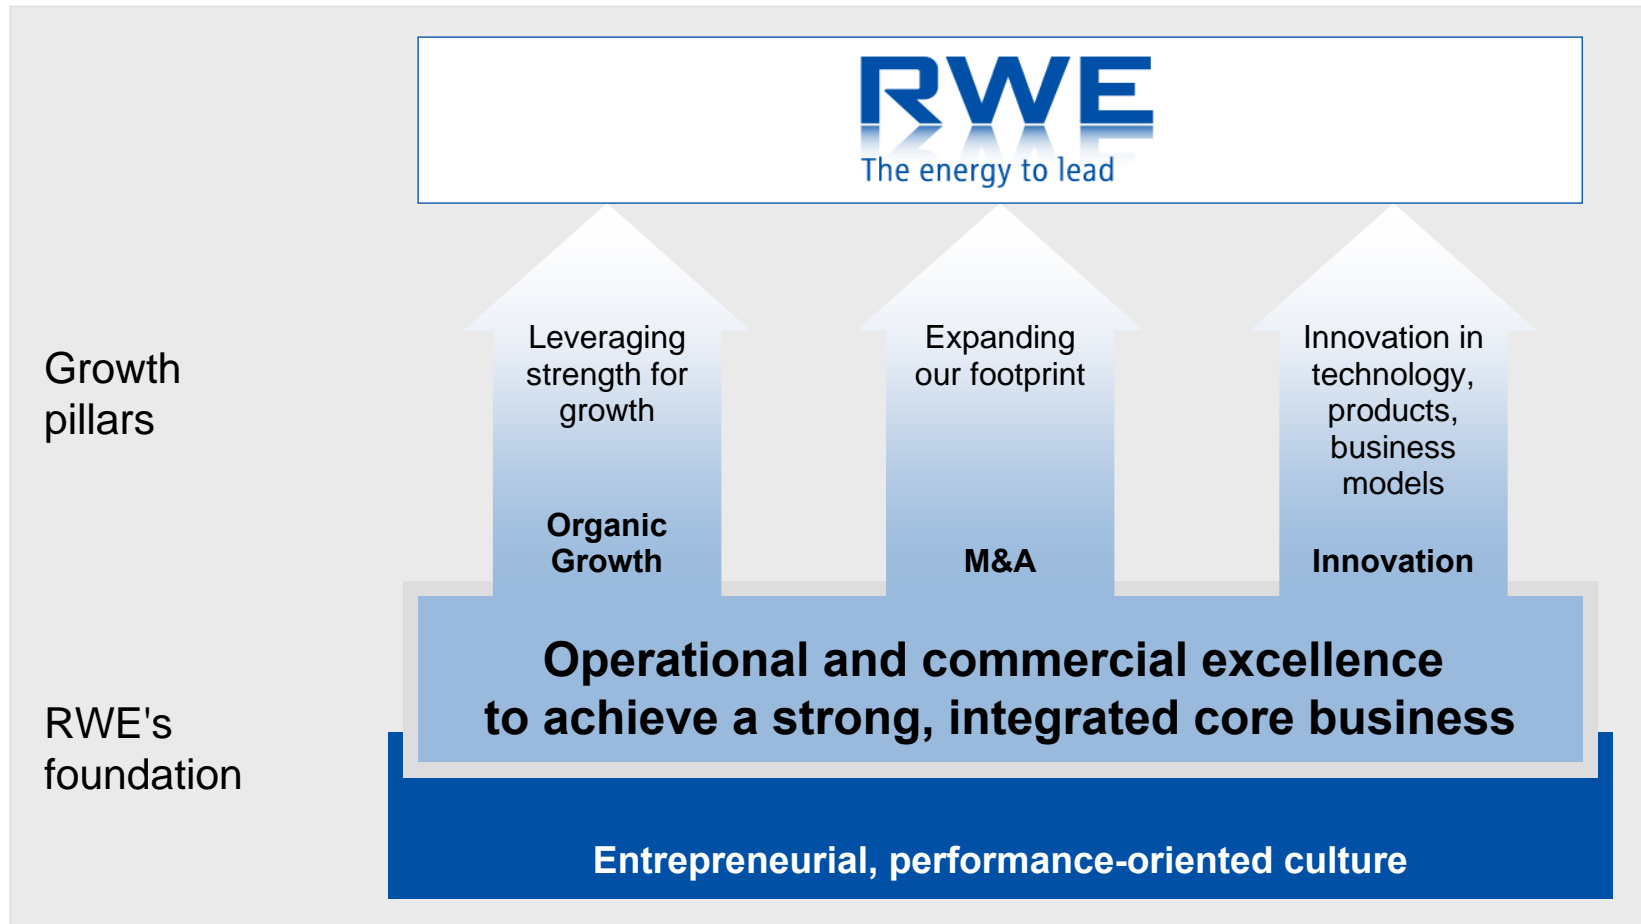 RWE
The energy to lead
Growth
pillars
Leveraging
strength for
growth
Organic
Growth
Expanding
our footprint
M&A
Innovation in
technology,
products,
business
models
Innovation
RWE's
foundation
Operational and commercial excellence
to achieve a strong, integrated core business
Entrepreneurial, performance-oriented culture